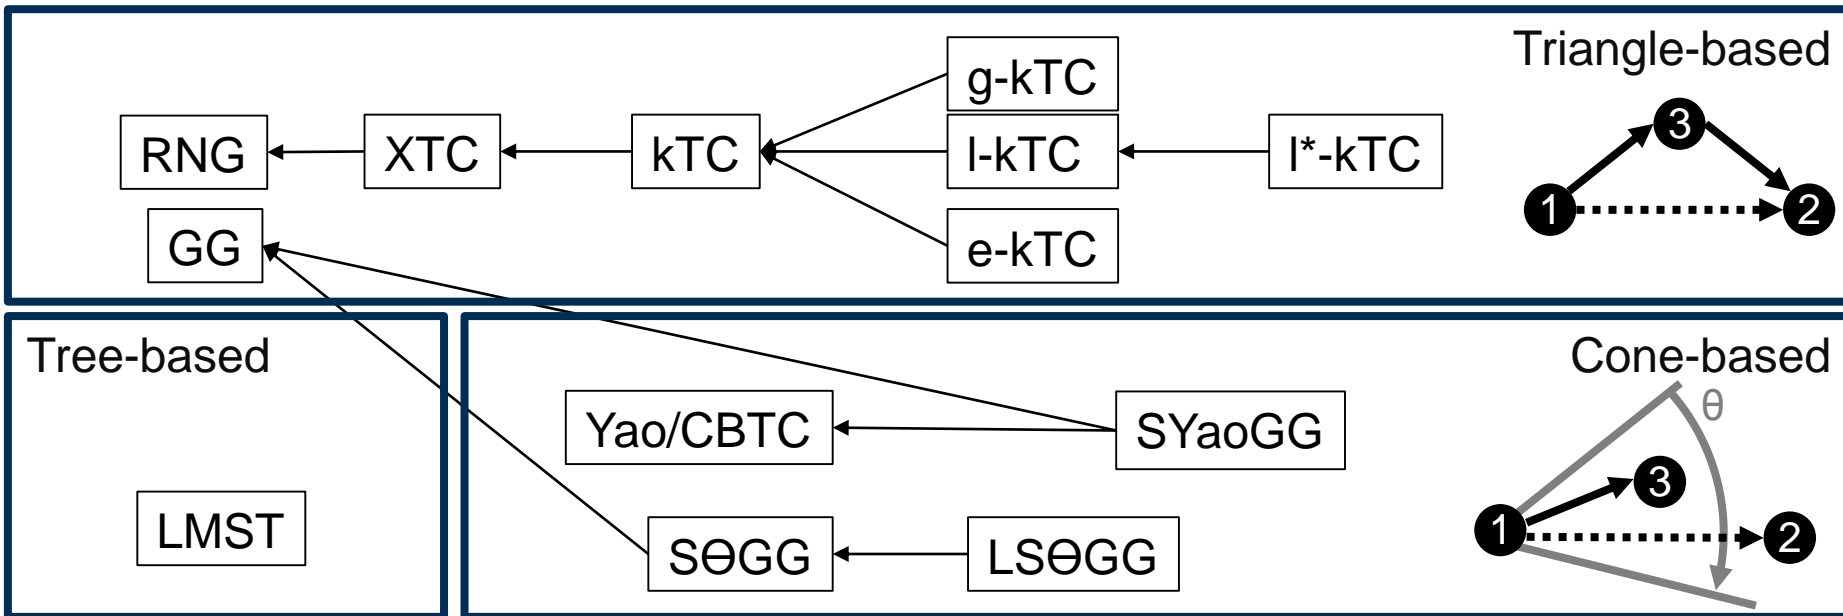 Triangle-based
g-kTC
RNG
XTC
kTC
l-kTC
l*-kTC
GG
e-kTC
1
3
2
Tree-based
LMST
Cone-based
Yao/CBTC
SYaoGG
SΘGG
LSΘGG
θ
1
3
2